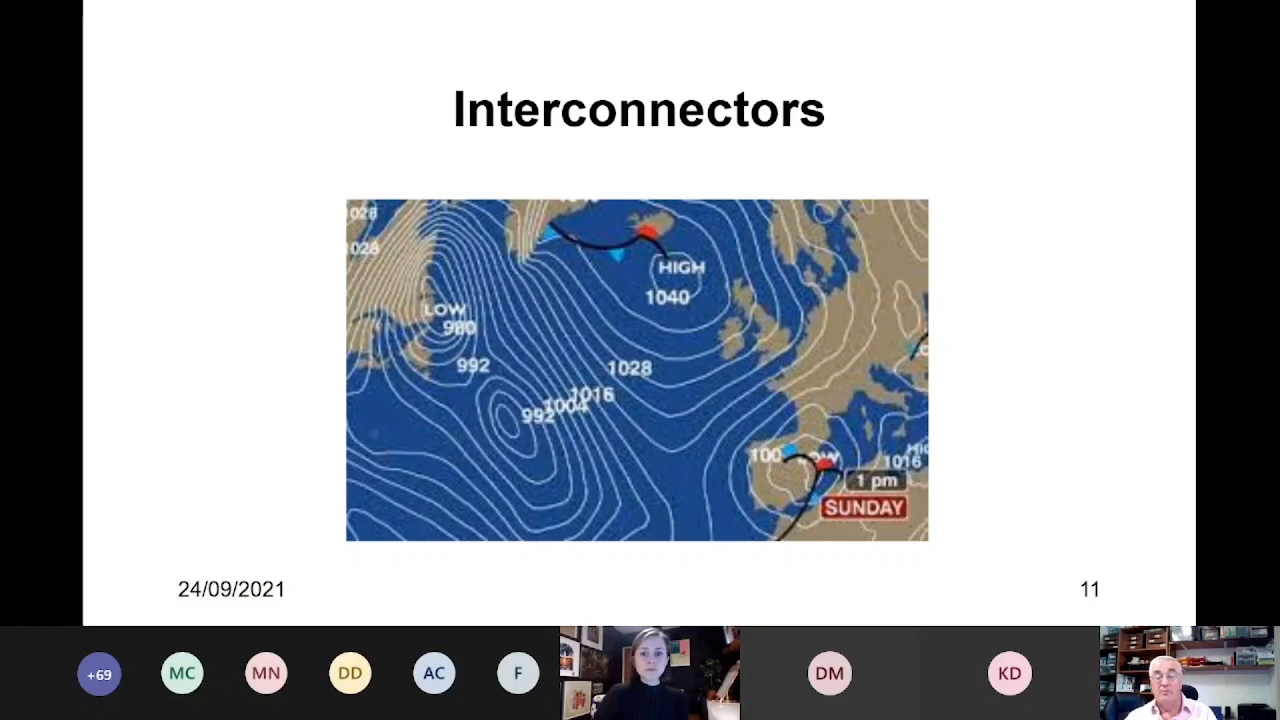 Interconnectors
1028
1028
HIGH
1040
LOW
980
992
1028
1016
1004
992
100
LOW
1016
1 pm
SUNDAY
24/09/2021
11
+69
MC
MN
DD
AC
F
DM
KD